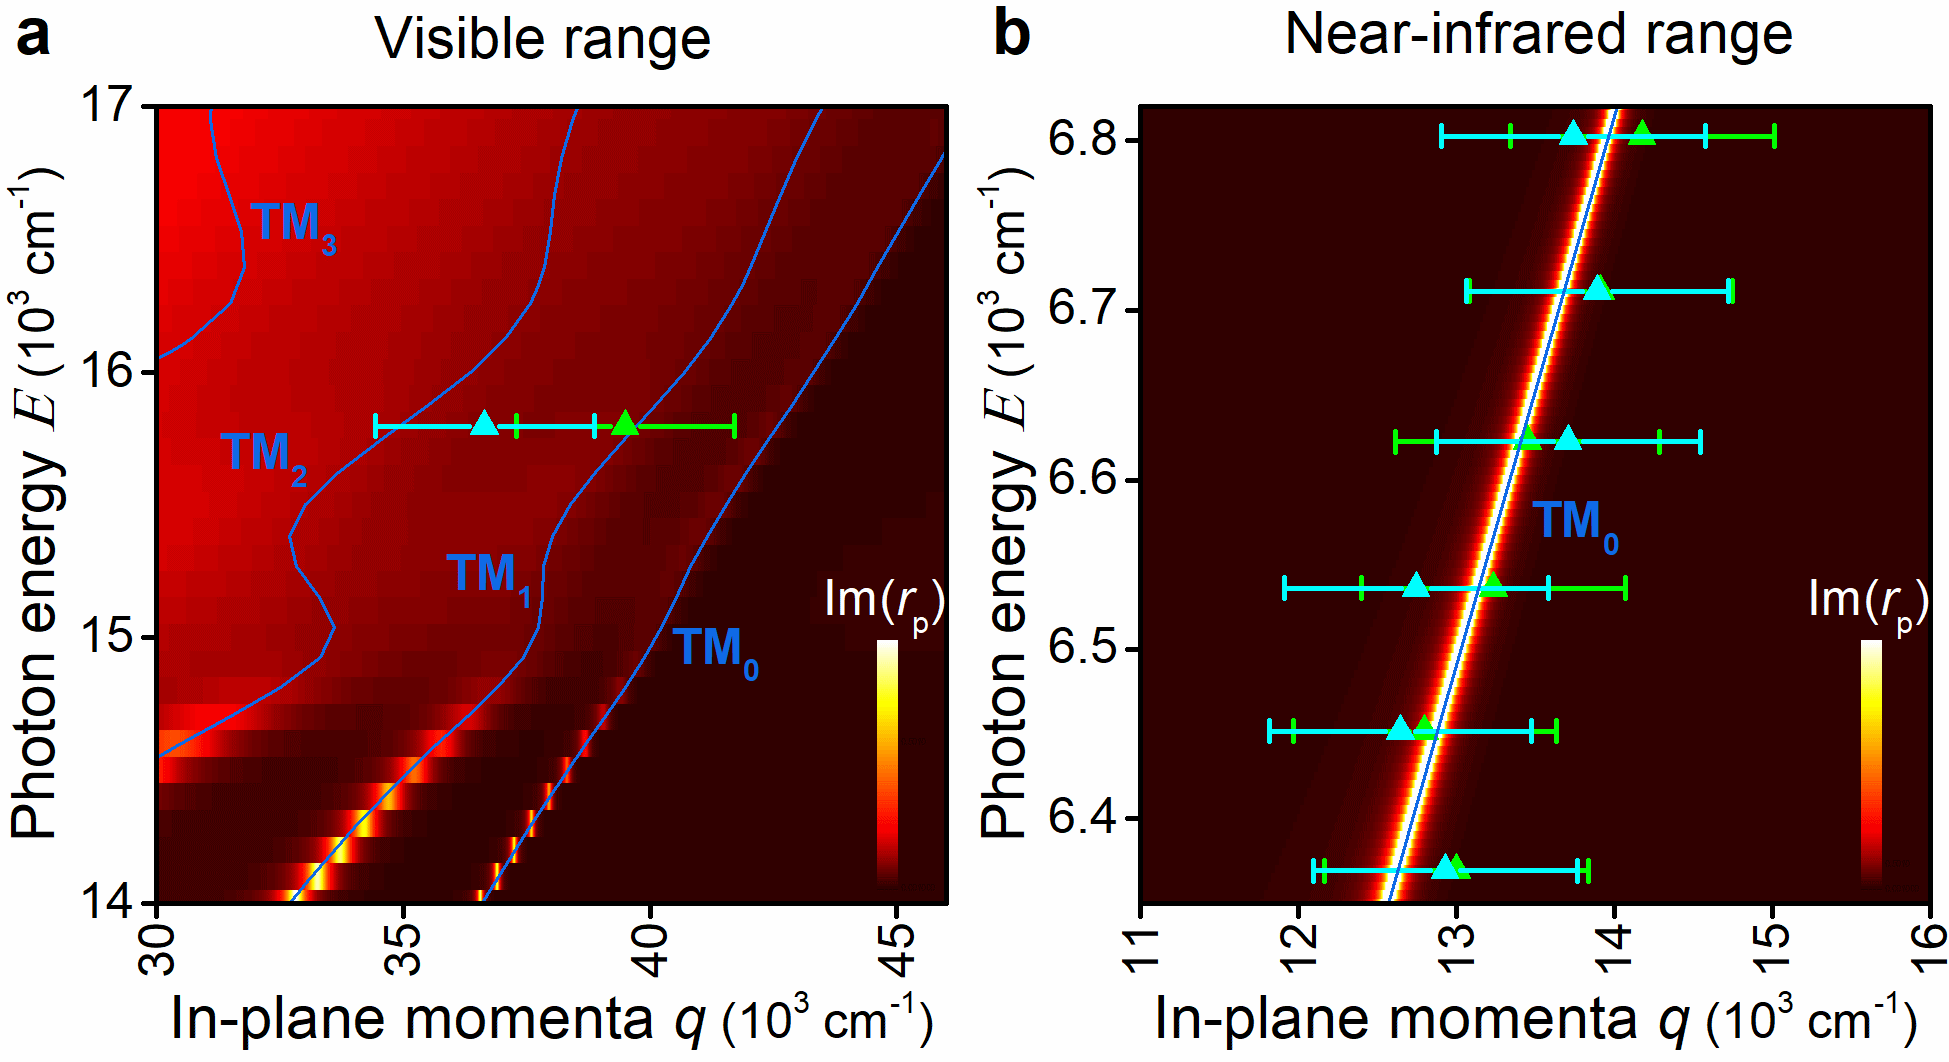 a
Visible range
Photon energy E (10³ cm⁻¹)
17
16
15
14
TM₃
TM₂
TM₁
TM₀
Im(rₚ)
30
35
40
45
In-plane momenta q (10³ cm⁻¹)
b
Near-infrared range
Photon energy E (10³ cm⁻¹)
6.8
6.7
6.6
6.5
6.4
TM₀
Im(rₚ)
11
12
13
14
15
16
In-plane momenta q (10³ cm⁻¹)